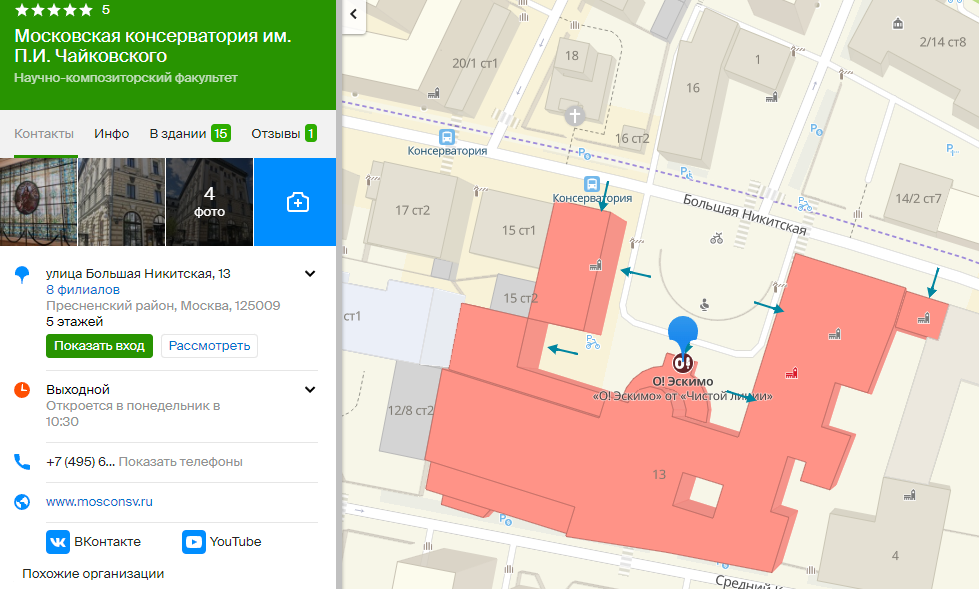 5
Московская консерватория им.
П.И. Чайковского
Научно-композиторский факультет
Контакты Инфо В здании 15 Отзывы 1
4
фото
улица Большая Никитская, 13
8 филиалов
Пресненский район, Москва, 125009
5 этажей
Показать вход Рассмотреть
Выходной
Откроется в понедельник в
10:30
+7 (495) 6... Показать телефоны
www.mosconsv.ru
ВКонтакте YouTube
Похожие организации
20/1 ст1
18
1
2/14 ст8
16
16 ст2
Консерватория
Консерватория
Большая Никитская
14/2 ст7
17 ст2
15 ст1
15 ст2
ст1
О! Эскимо
«О! Эскимо» от «Чистой линии»
12/8 ст2
13
4
Средний К